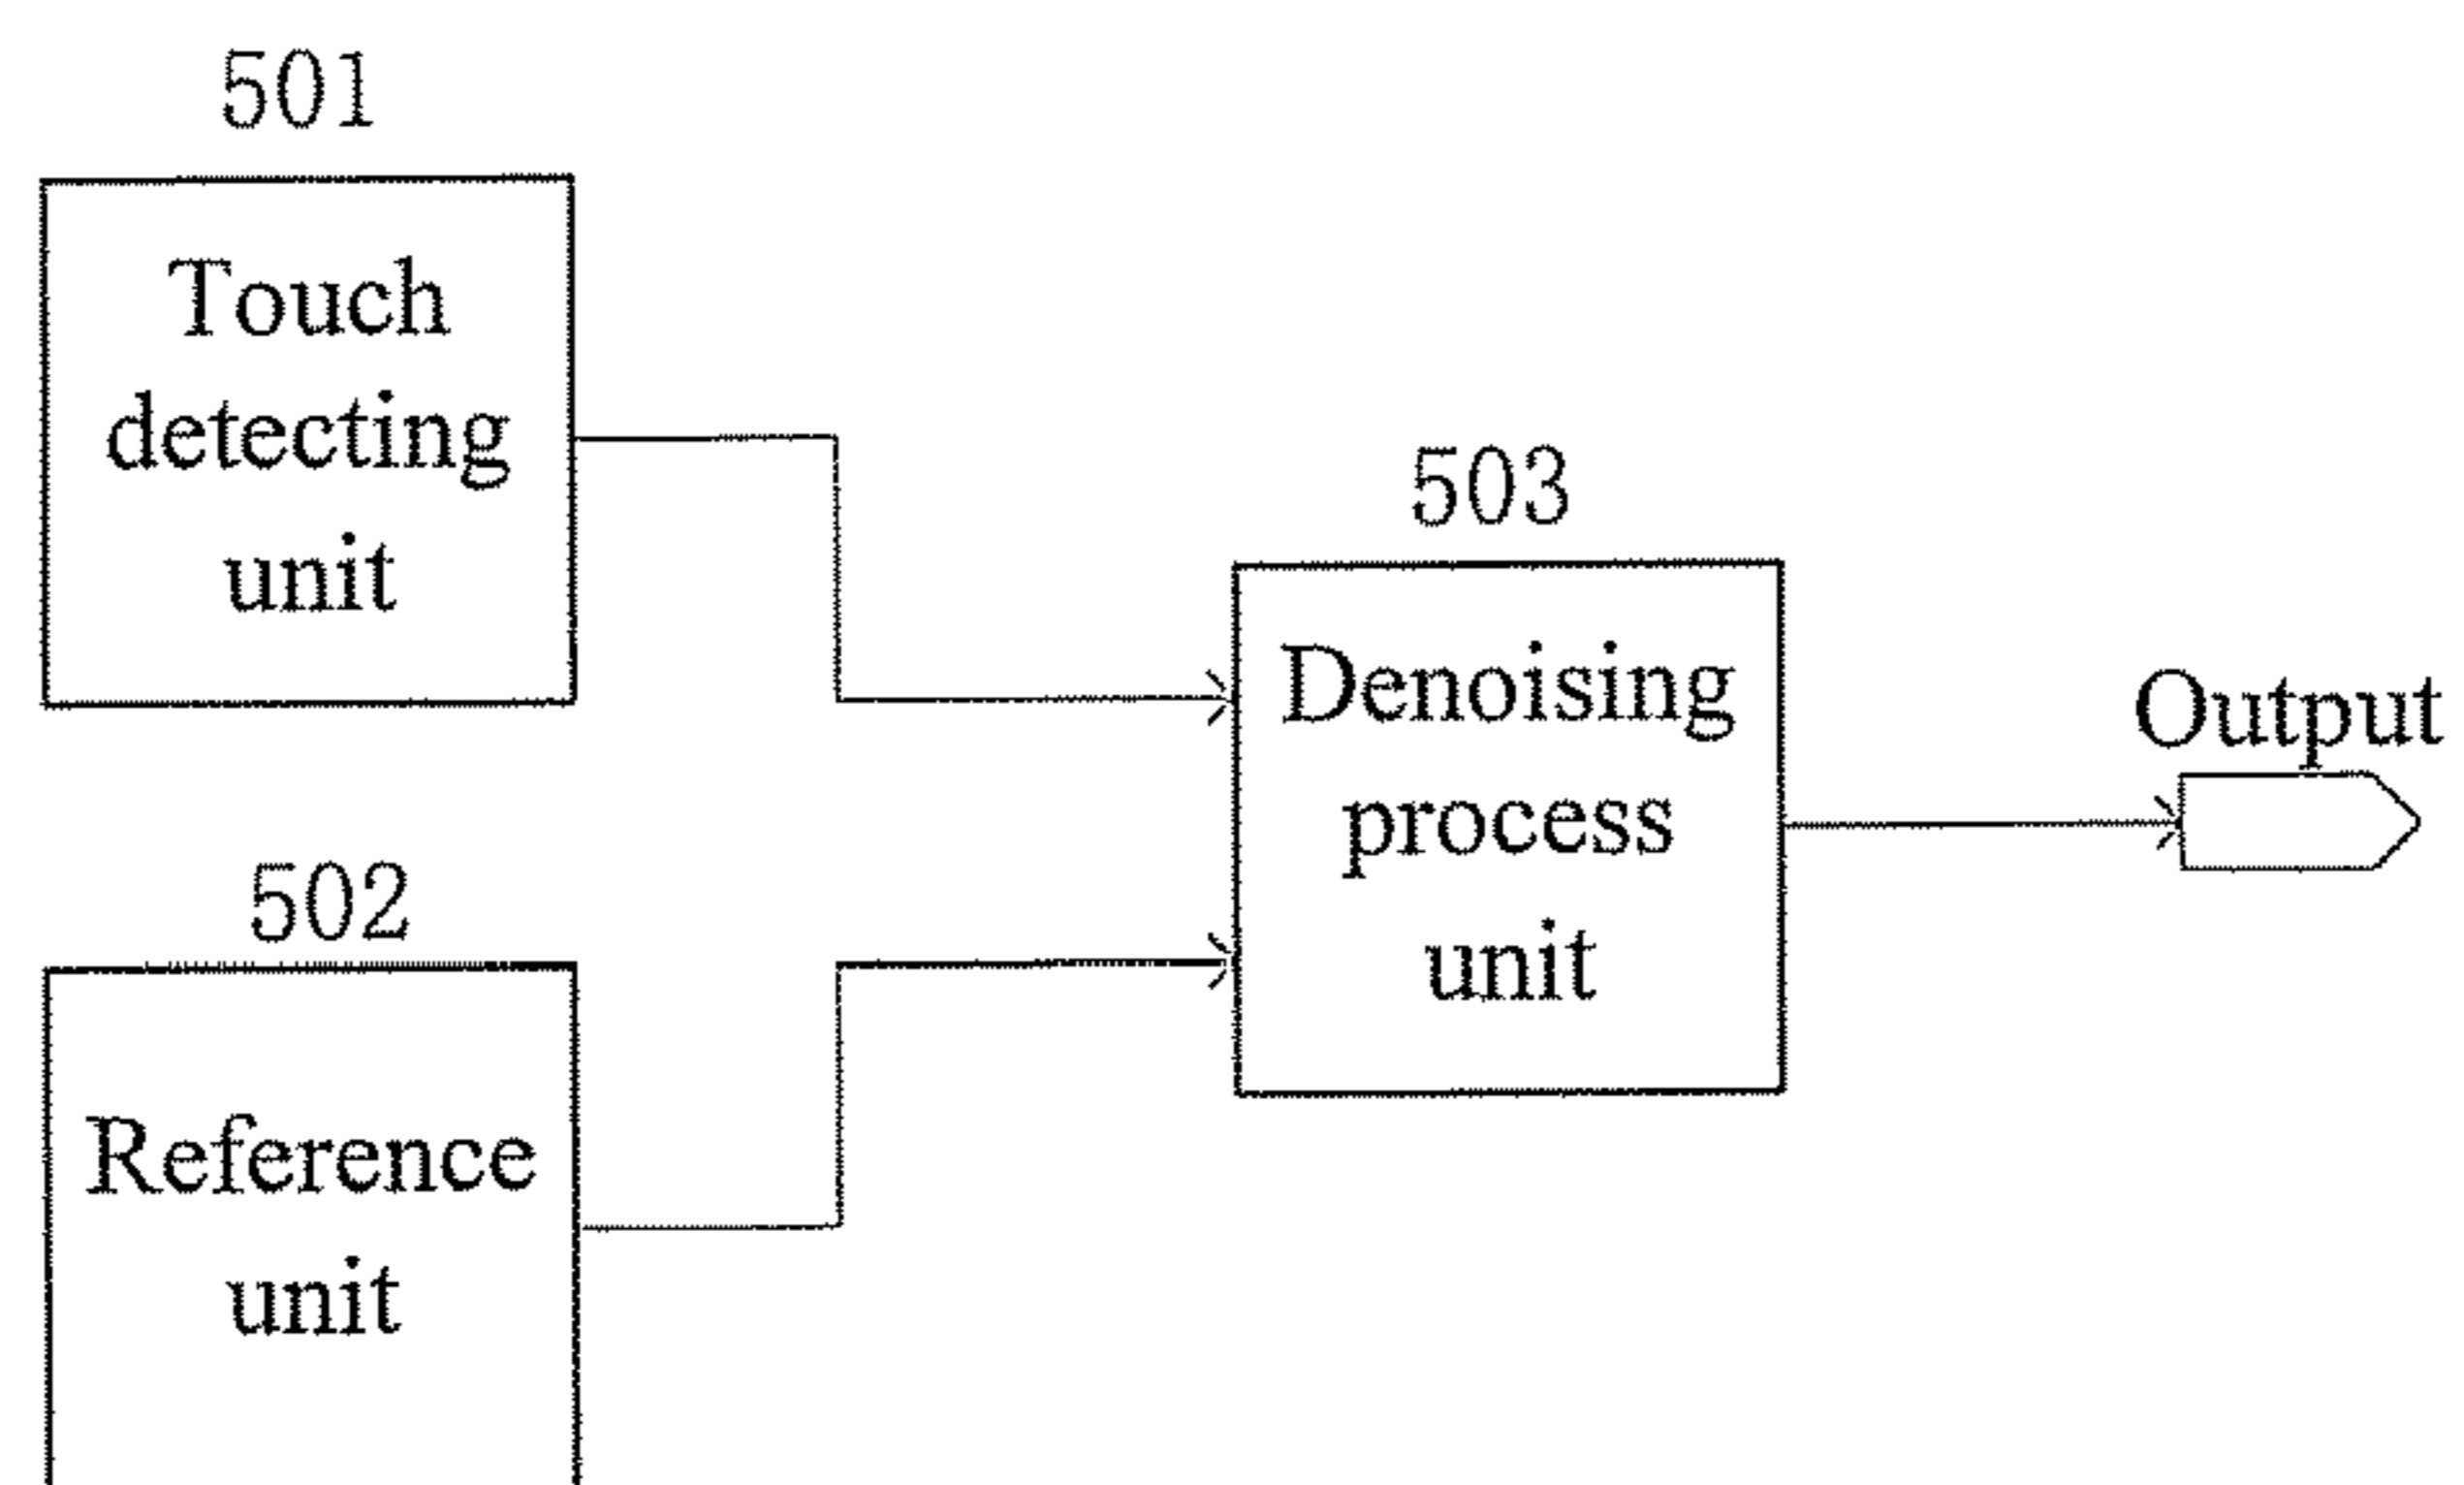 501
Touch
detecting
unit
502
Reference
unit
503
Denoising
process
unit
Output